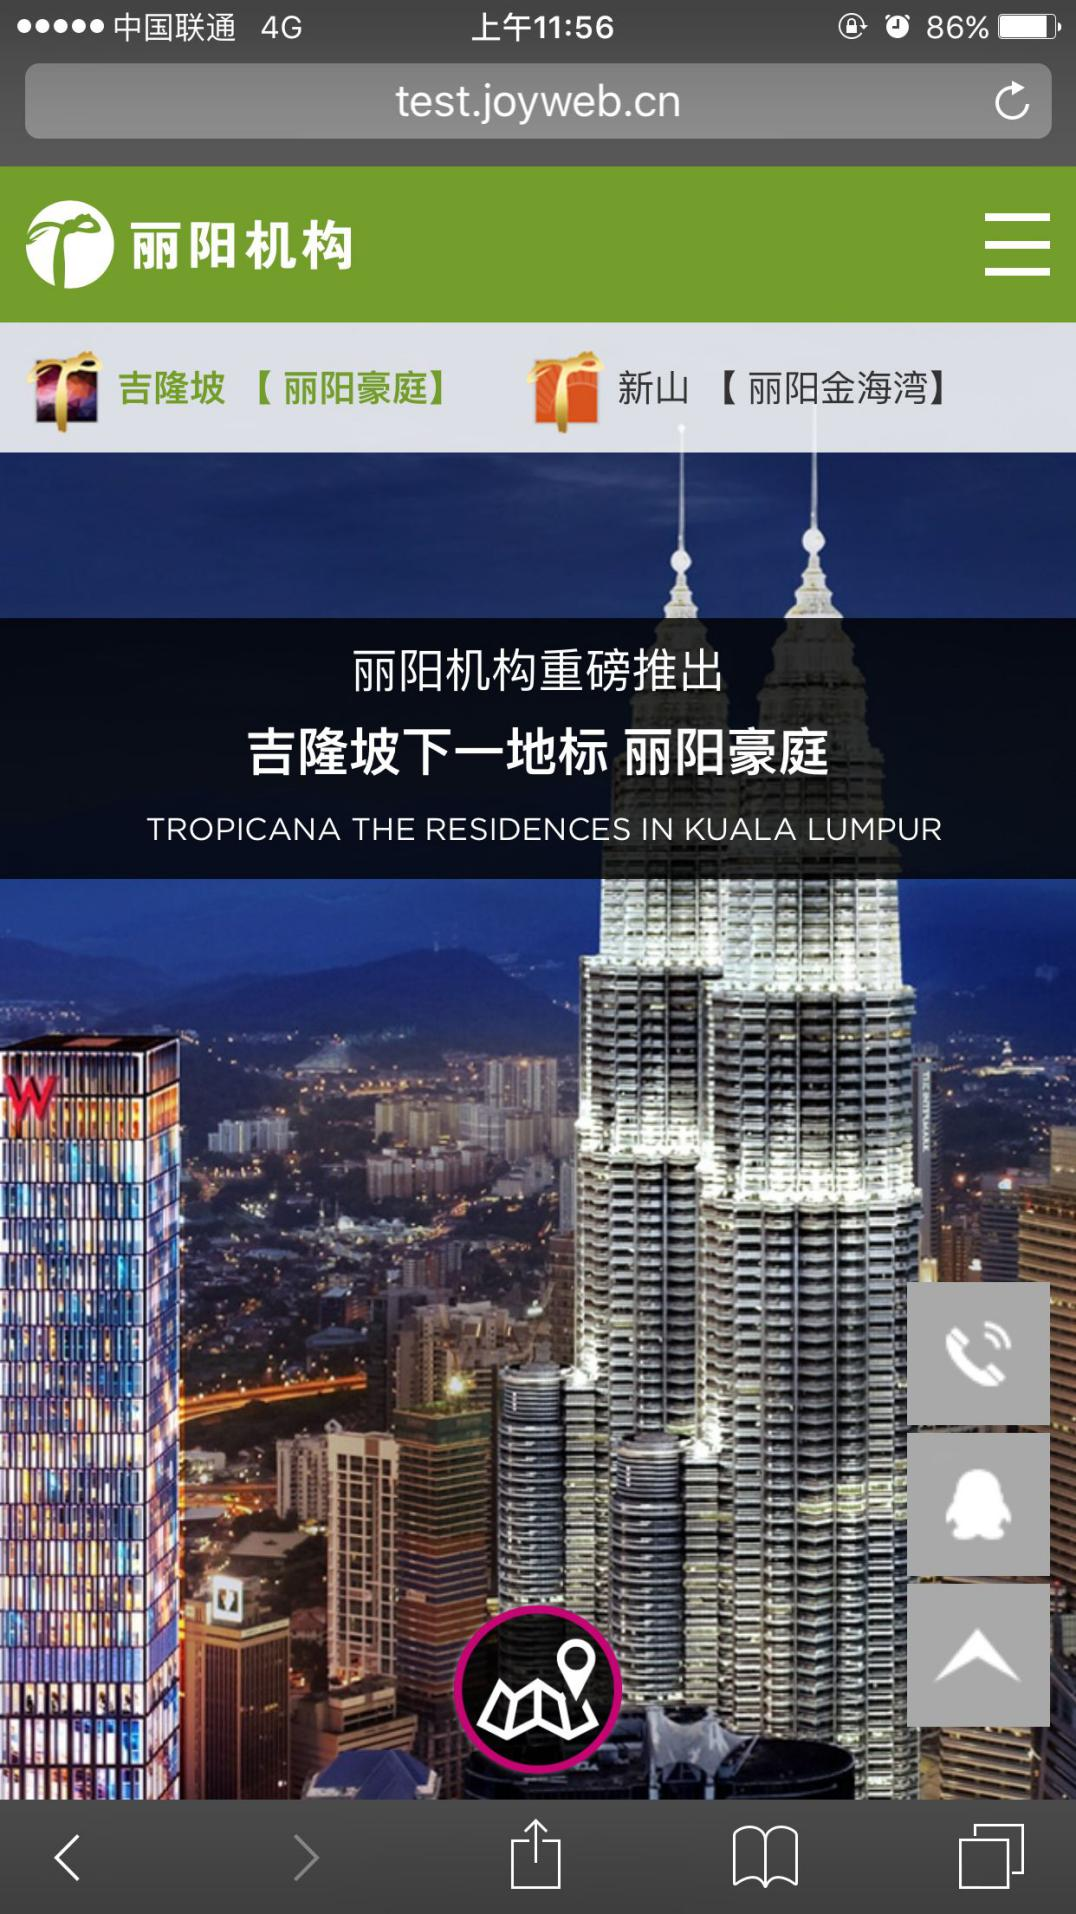 中国联通 4G 上午11:56 86%
test.joyweb.cn
丽阳机构
吉隆坡 【 丽阳豪庭】 新山 【 丽阳金海湾】
丽阳机构重磅推出
吉隆坡下一地标 丽阳豪庭
TROPICANA THE RESIDENCES IN KUALA LUMPUR
W